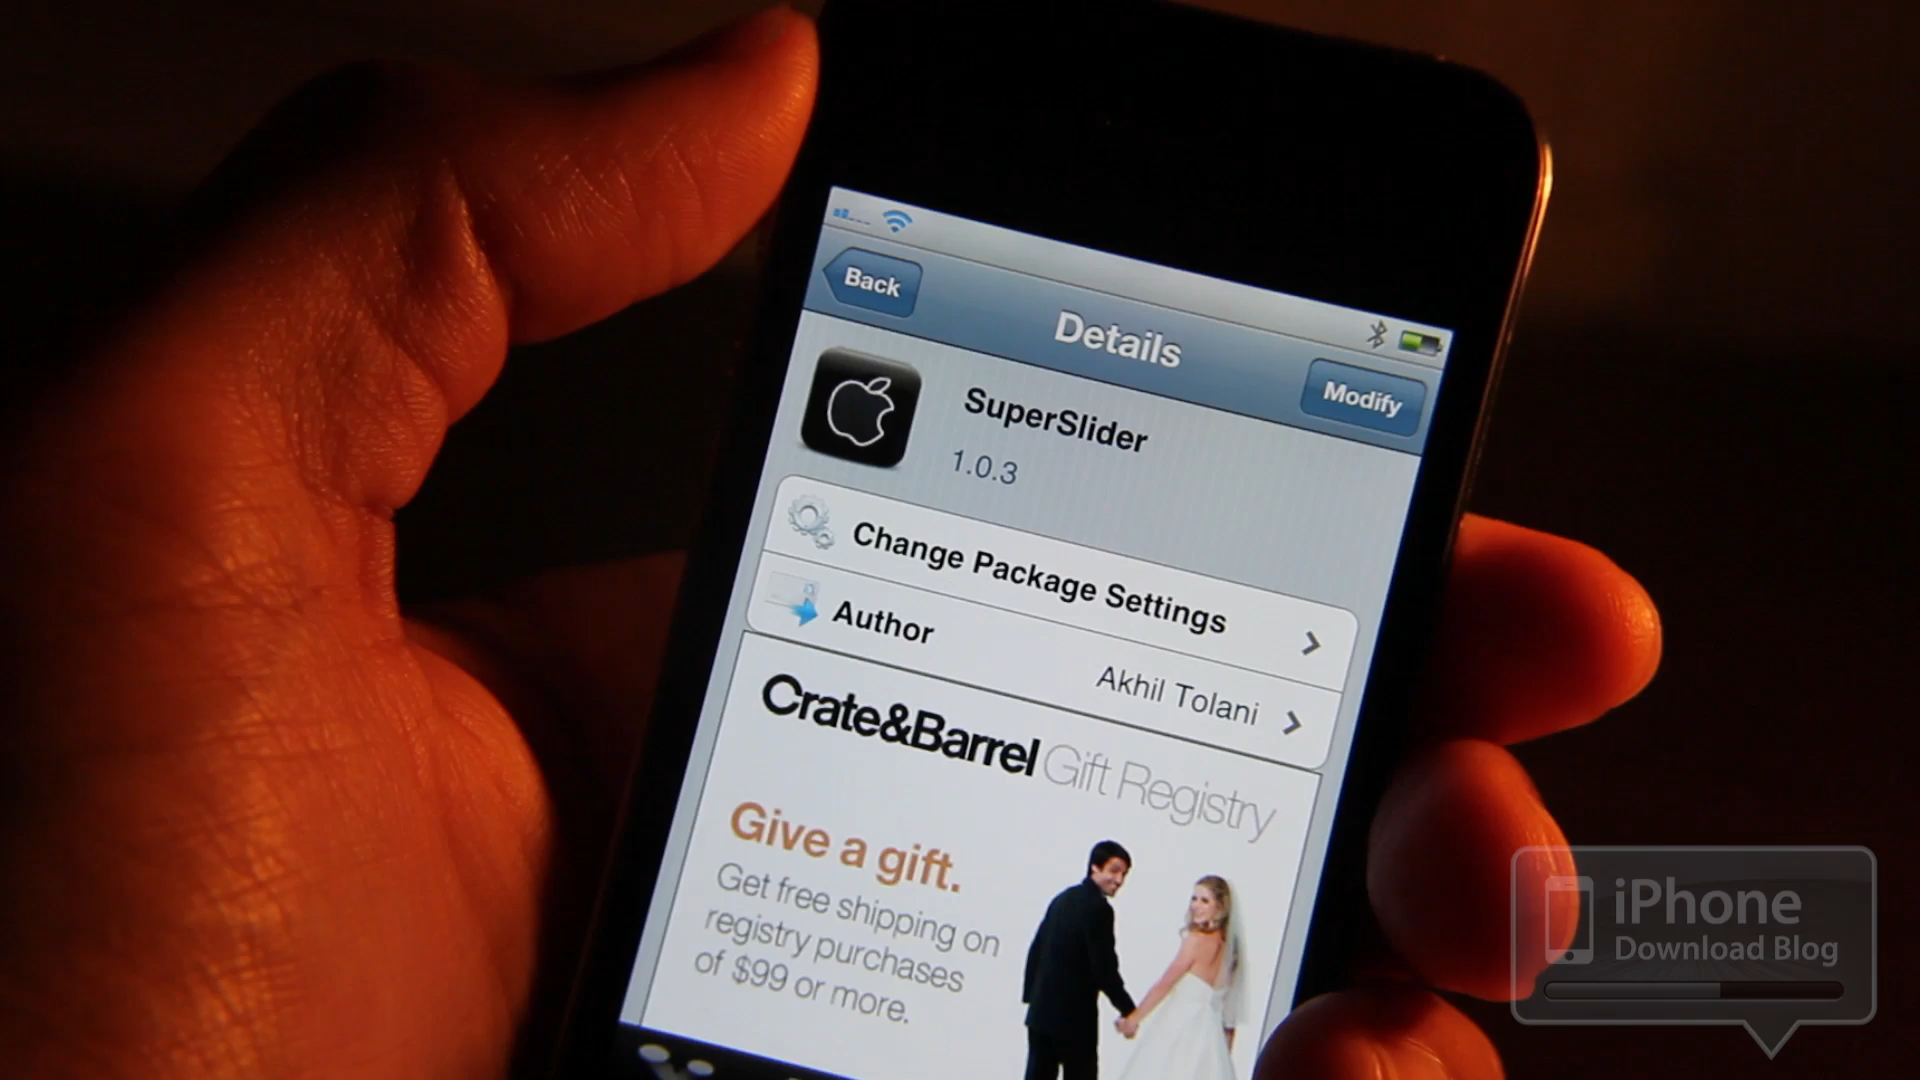 Back
Details
Modify
SuperSlider
1.0.3
Change Package Settings
Author
Akhil Tolani
Crate&Barrel Gift Registry
Give a gift.
Get free shipping on
registry purchases
of $99 or more.
iPhone
Download Blog